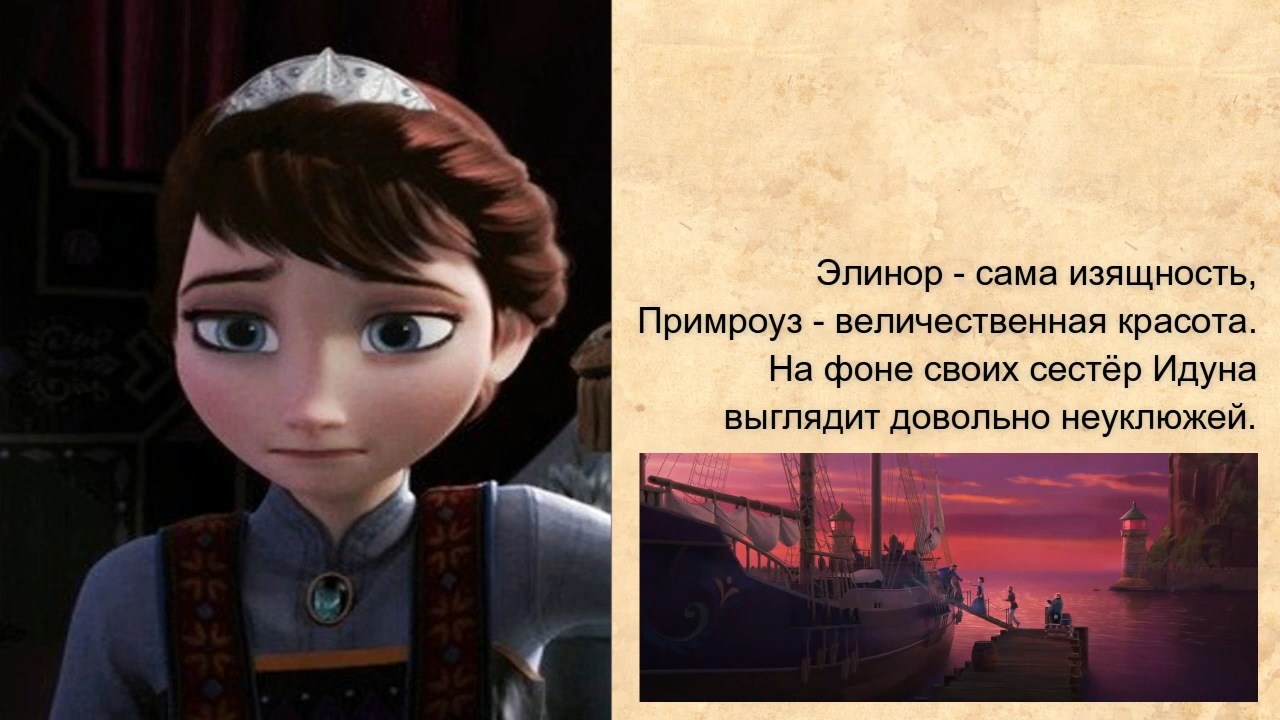 Элинор - сама изящность,
Примроуз - величественная красота.
На фоне своих сестёр Идуна
выглядит довольно неуклюжей.